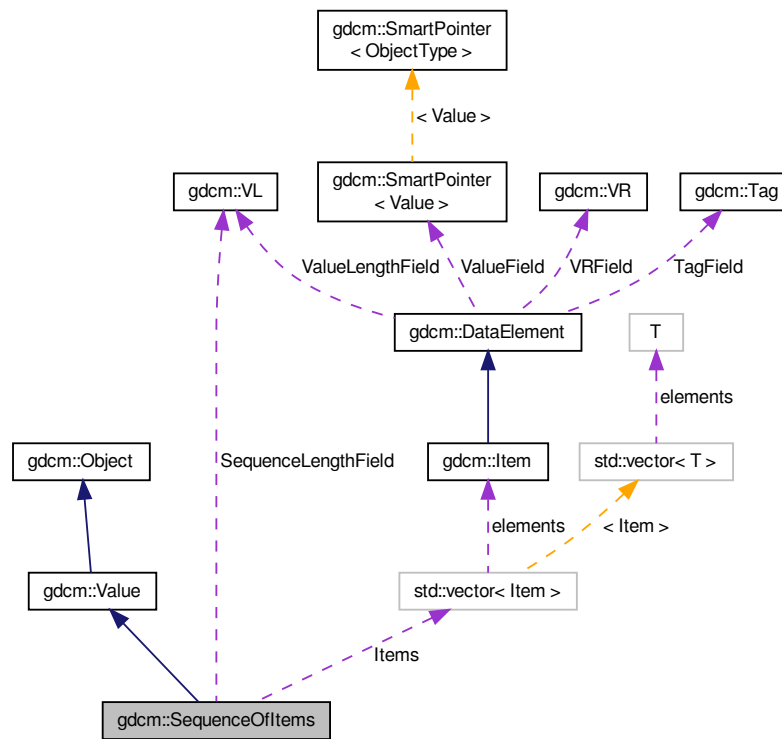 gdcm::SmartPointer
< ObjectType >
< Value >
gdcm::VL
gdcm::SmartPointer
< Value >
gdcm::VR
gdcm::Tag
ValueLengthField
ValueField
VRField
TagField
gdcm::DataElement
T
elements
gdcm::Object
SequenceLengthField
gdcm::Item
std::vector< T >
elements
< Item >
gdcm::Value
std::vector< Item >
Items
gdcm::SequenceOfItems